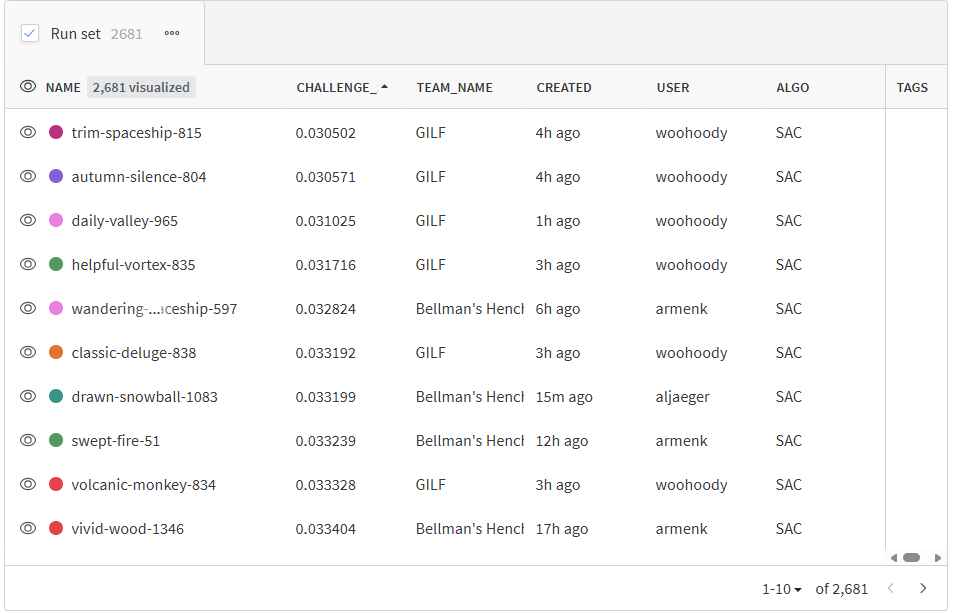 Run set 2681
NAME 2,681 visualized CHALLENGE_ TEAM_NAME CREATED USER ALGO TAGS
trim-spaceship-815 0.030502 GILF 4h ago woohoody SAC
autumn-silence-804 0.030571 GILF 4h ago woohoody SAC
daily-valley-965 0.031025 GILF 1h ago woohoody SAC
helpful-vortex-835 0.031716 GILF 3h ago woohoody SAC
wandering-...aceship-597 0.032824 Bellman's Hench 6h ago armenk SAC
classic-deluge-838 0.033192 GILF 3h ago woohoody SAC
drawn-snowball-1083 0.033199 Bellman's Hench 15m ago aljaeger SAC
swept-fire-51 0.033239 Bellman's Hench 12h ago armenk SAC
volcanic-monkey-834 0.033328 GILF 3h ago woohoody SAC
vivid-wood-1346 0.033404 Bellman's Hench 17h ago armenk SAC
1-10 of 2,681